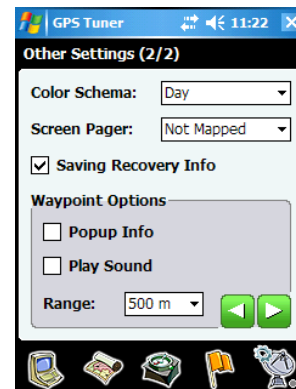 GPS Tuner 11:22
Other Settings (2/2)
Color Schema: Day
Screen Pager: Not Mapped
Saving Recovery Info
Waypoint Options
Popup Info
Play Sound
Range: 500 m